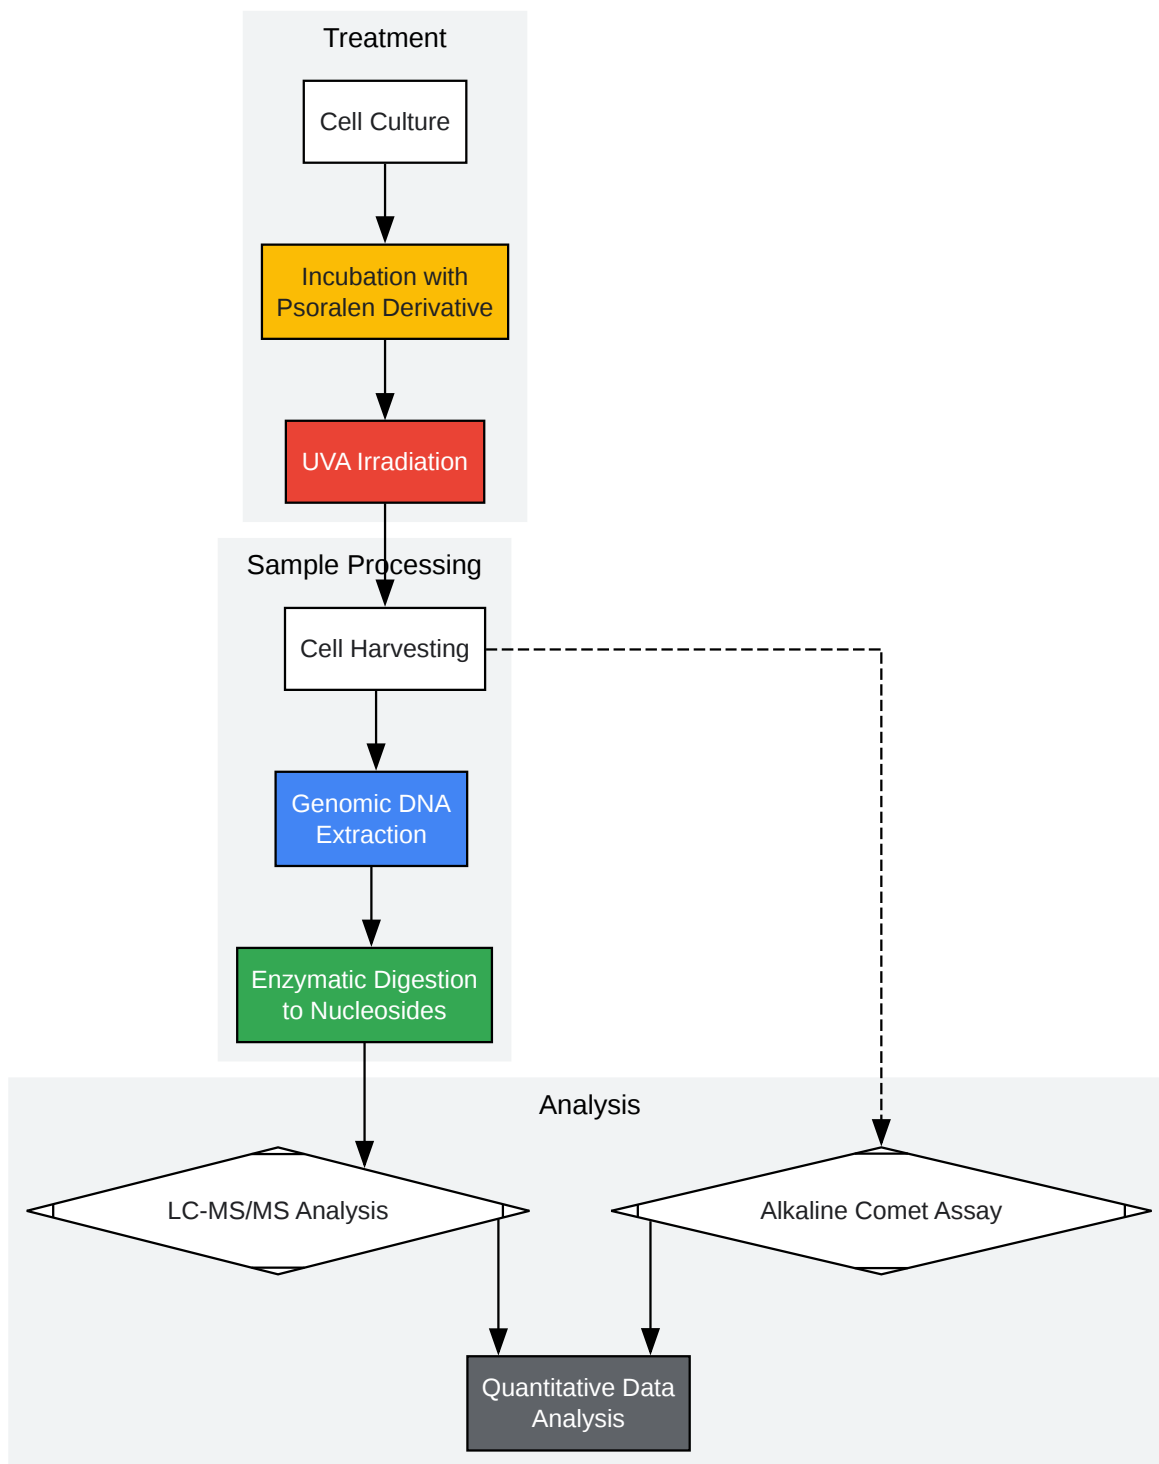 Treatment
Cell Culture
Incubation with
Psoralen Derivative
UVA Irradiation
Sample Processing
Cell Harvesting
Genomic DNA
Extraction
Enzymatic Digestion
to Nucleosides
Analysis
LC-MS/MS Analysis
Alkaline Comet Assay
Quantitative Data
Analysis